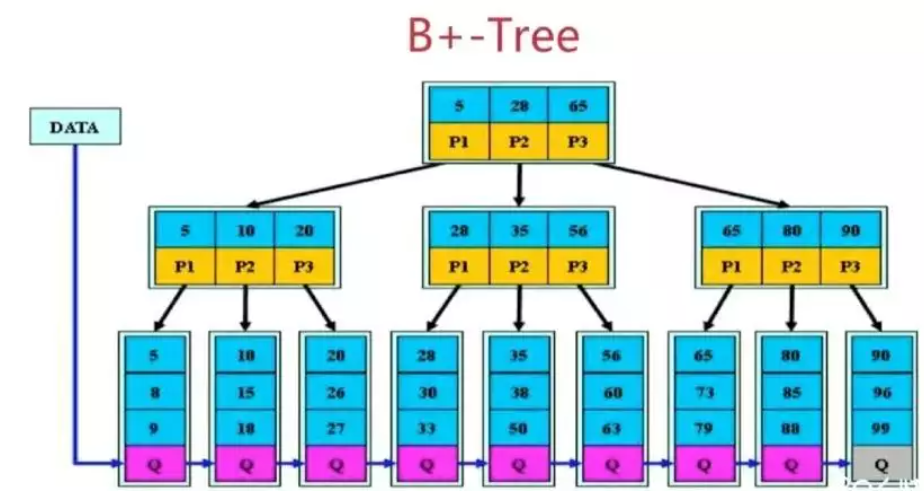 B+-Tree
5 28 65
DATA
P1 P2 P3
5 10 20 28 35 56 65 80 90
P1 P2 P3 P1 P2 P3 P1 P2 P3
5 10 20 28 35 56 65 80 90
8 15 26 30 38 60 73 85 96
9 18 27 33 50 63 79 88 99
Q Q Q Q Q Q Q Q Q